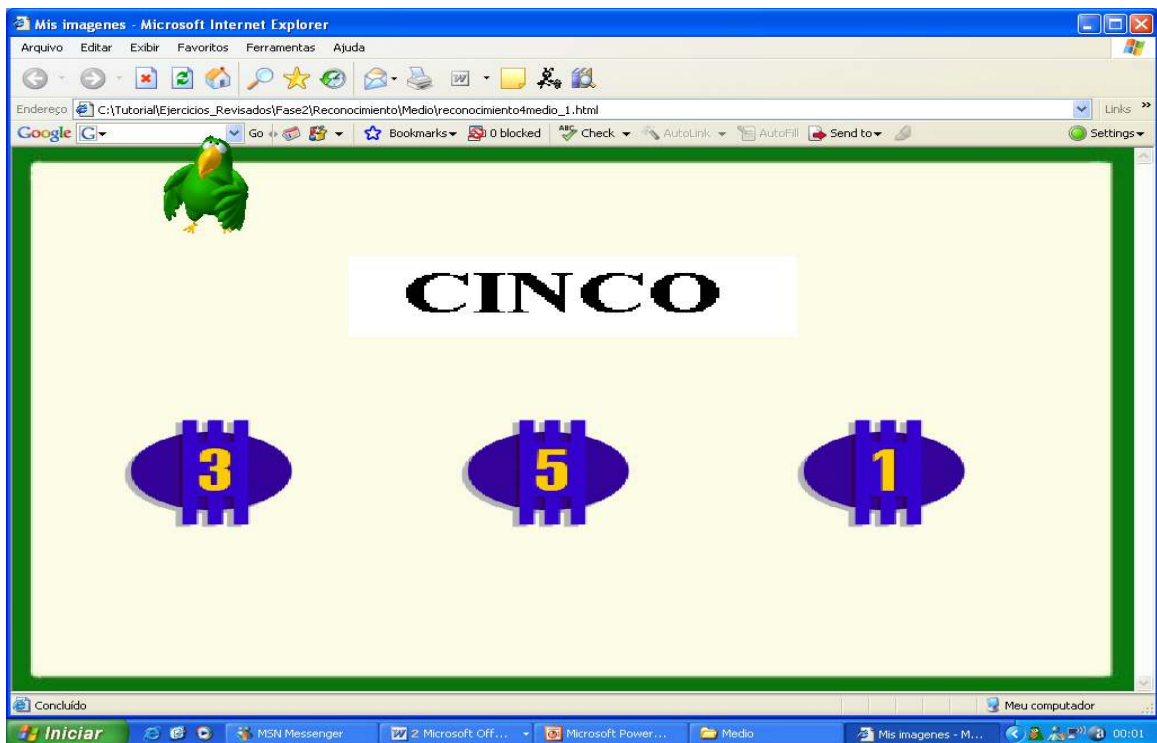 Mis imagenes - Microsoft Internet Explorer
Arquivo Editar Exibir Favoritos Ferramentas Ajuda
Endereço C:\Tutorial\Ejercicios_Revisados\Fase2\Reconocimiento\Medio\reconocimiento4medio_1.html Links
Google G Go Bookmarks 0 blocked ABC Check AutoLink AutoFill Send to Settings
CINCO
3 5 1
Concluído Meu computador
Iniciar MSN Messenger 2 Microsoft Off... Microsoft Power... Medio Mis imagenes - M... 00:01